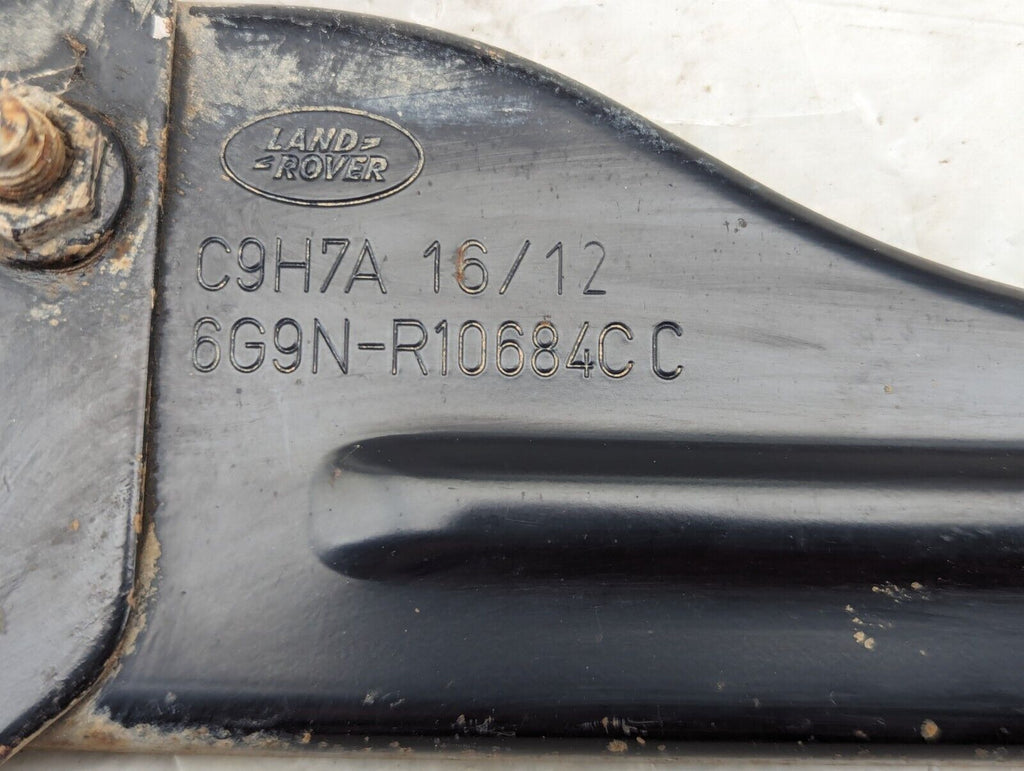 LAND
ROVER
C9H7A 16/12
6G9N-R10684CC